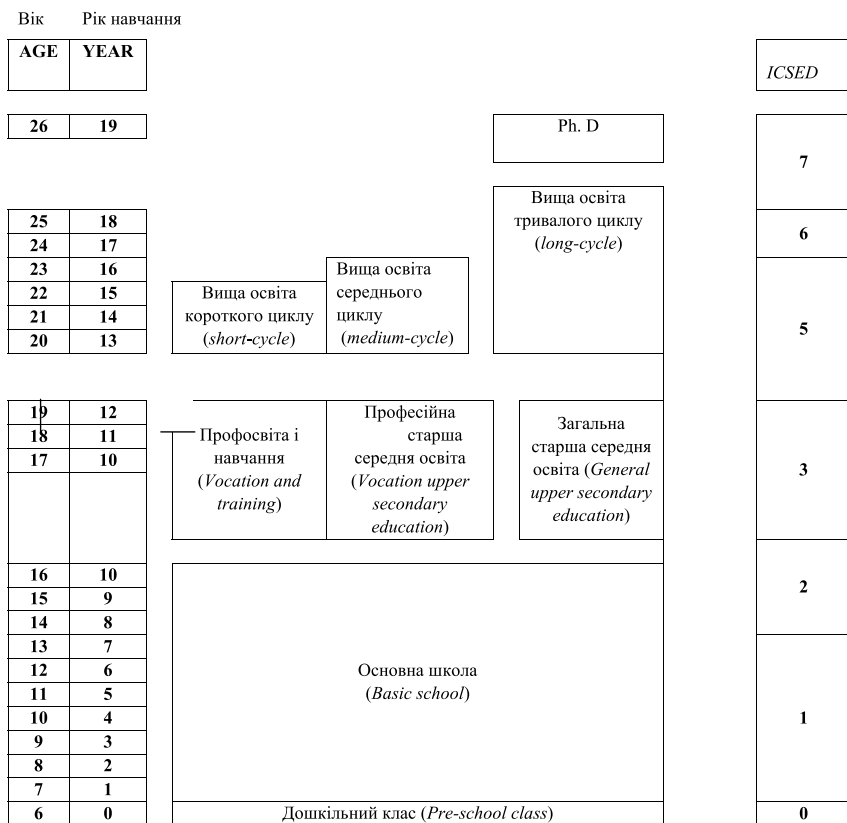 Вік Рік навчання
AGE YEAR
ICSED
26 19
Ph. D
7
Вища освіта
тривалого циклу
(long-cycle)
25 18
24 17
6
23 16
22 15
21 14
20 13
Вища освіта
середнього
циклу
(medium-cycle)
Вища освіта
короткого циклу
(short-cycle)
5
19 12
18 11
17 10
Профосвіта і
навчання
(Vocation and
training)
Професійна
старша
середня освіта
(Vocation upper
secondary
education)
Загальна
старша середня
освіта (General
upper secondary
education)
3
16 10
15 9
14 8
2
13 7
12 6
11 5
10 4
9 3
8 2
7 1
Основна школа
(Basic school)
1
6 0
Дошкільний клас (Pre-school class)
0